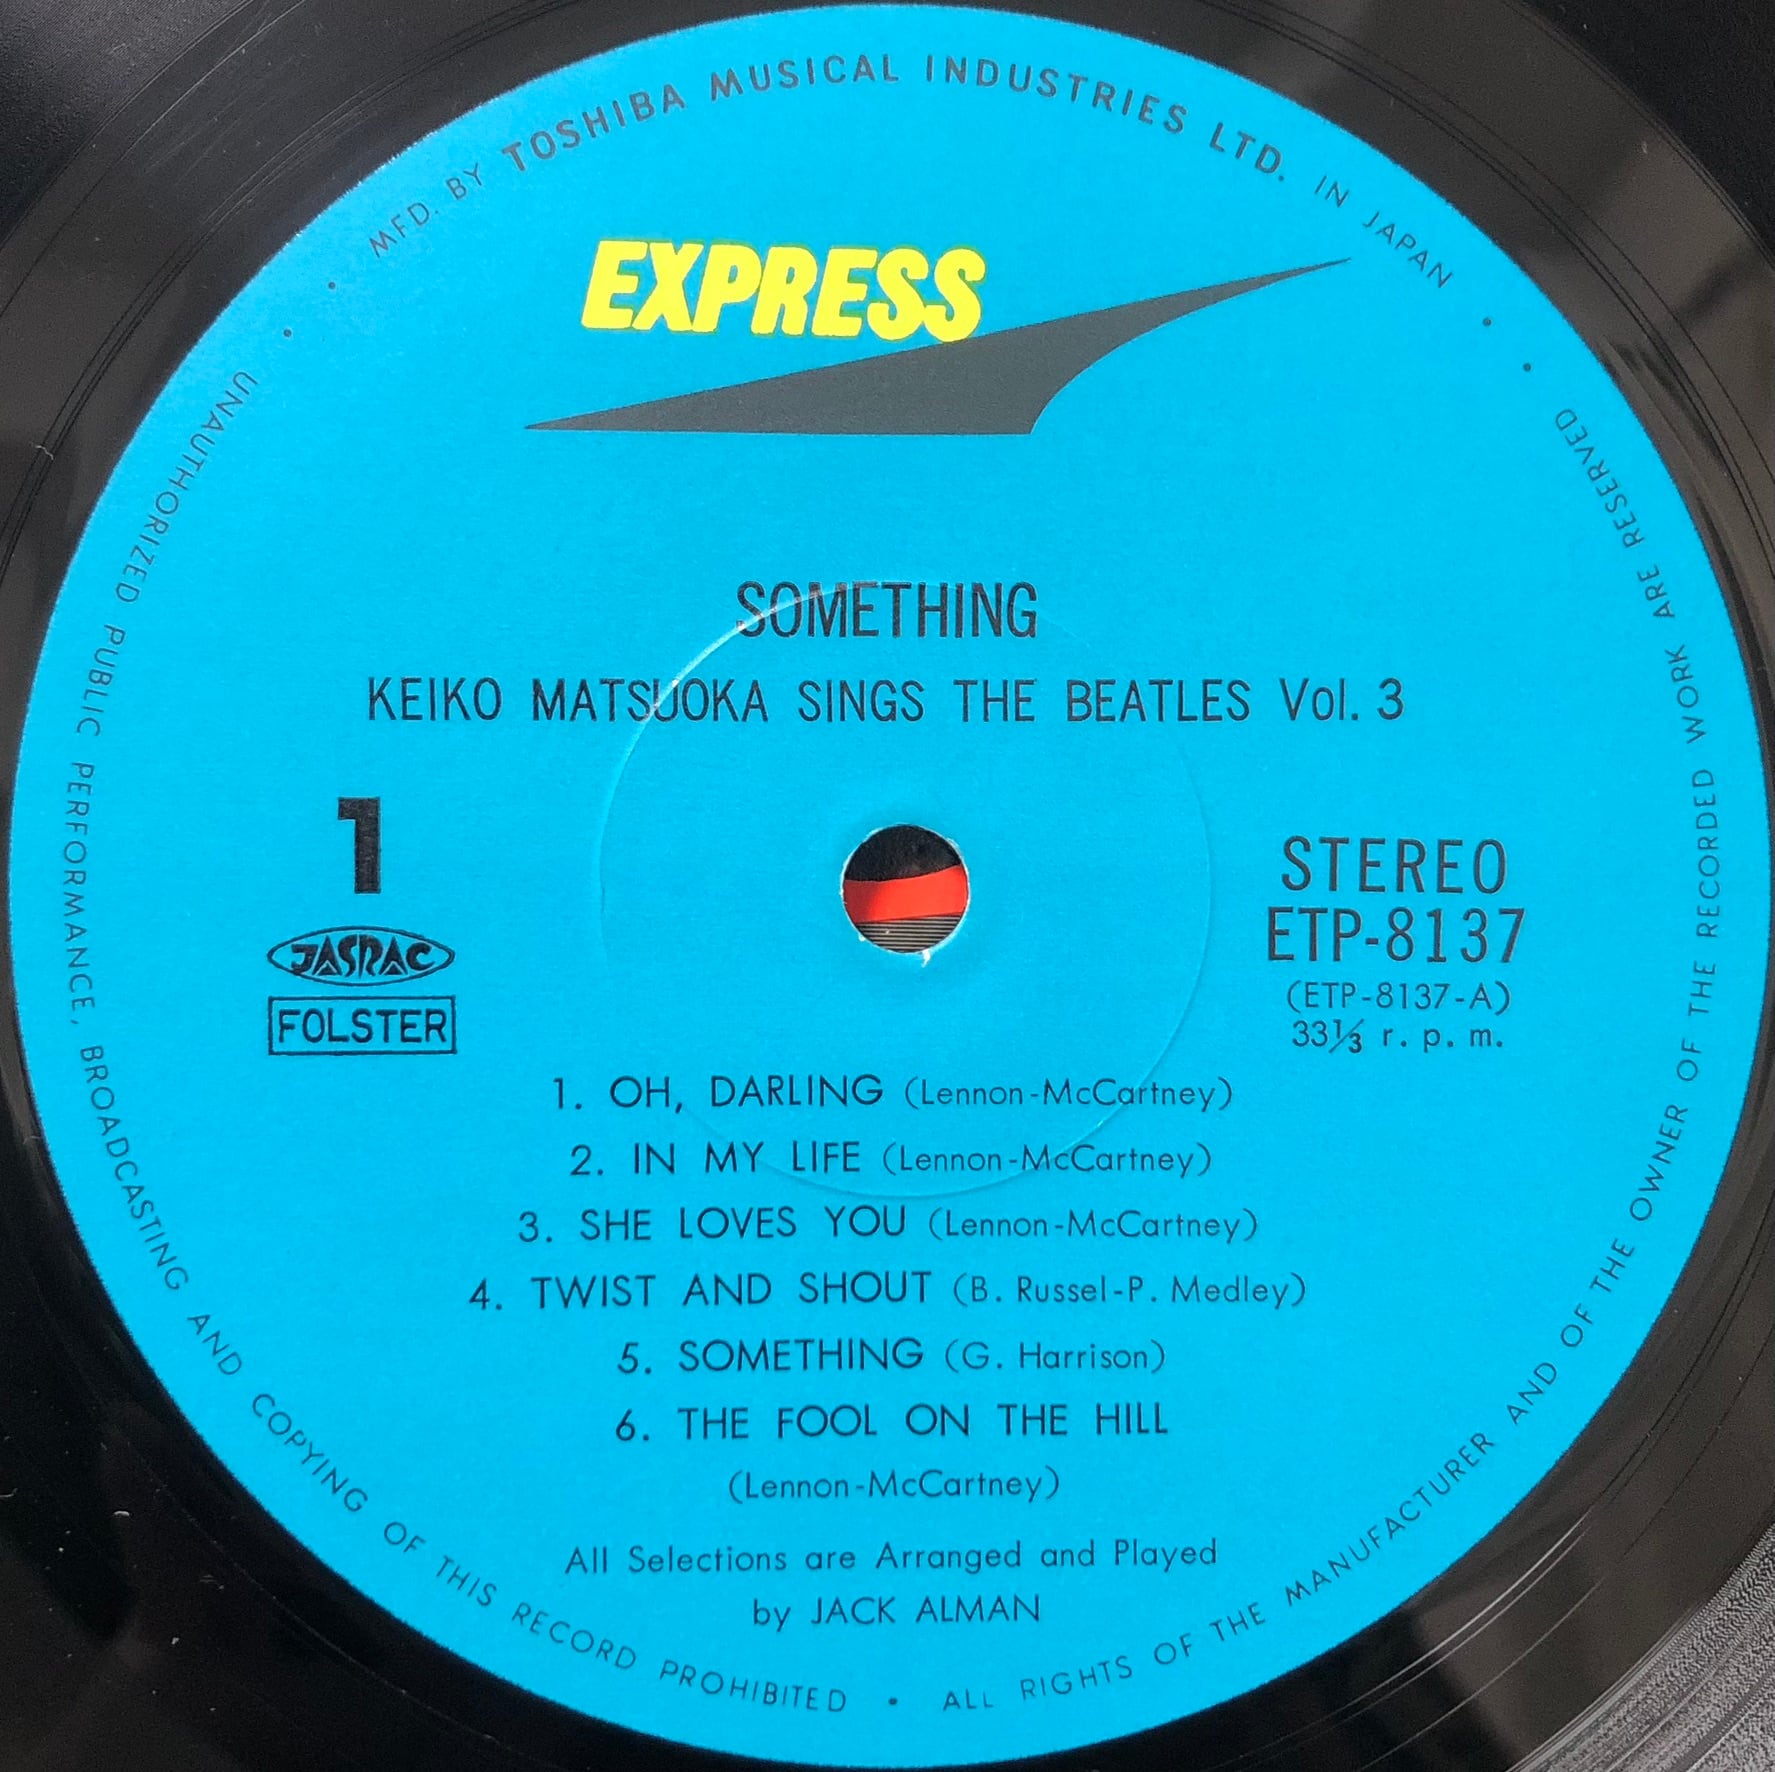 MFD. BY TOSHIBA MUSICAL INDUSTRIES LTD. IN JAPAN
EXPRESS
SOMETHING
KEIKO MATSUOKA SINGS THE BEATLES Vol. 3
1
JASRAC
FOLSTER
STEREO
ETP-8137
(ETP-8137-A)
33⅓ r. p. m.
1. OH, DARLING (Lennon-McCartney)
2. IN MY LIFE (Lennon-McCartney)
3. SHE LOVES YOU (Lennon-McCartney)
4. TWIST AND SHOUT (B. Russel-P. Medley)
5. SOMETHING (G. Harrison)
6. THE FOOL ON THE HILL
(Lennon-McCartney)
All Selections are Arranged and Played
by JACK ALMAN
• UNAUTHORIZED PUBLIC PERFORMANCE, BROADCASTING AND COPYING OF THIS RECORD PROHIBITED • ALL RIGHTS OF THE MANUFACTURER AND OF THE OWNER OF THE RECORDED WORK ARE RESERVED •